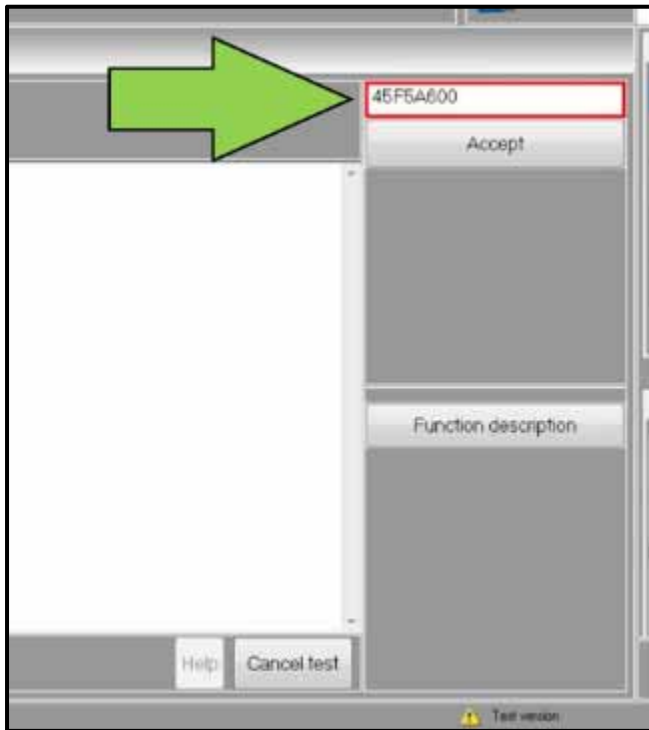 45F5A600
Accept
Function description
Help
Cancel test
Test version